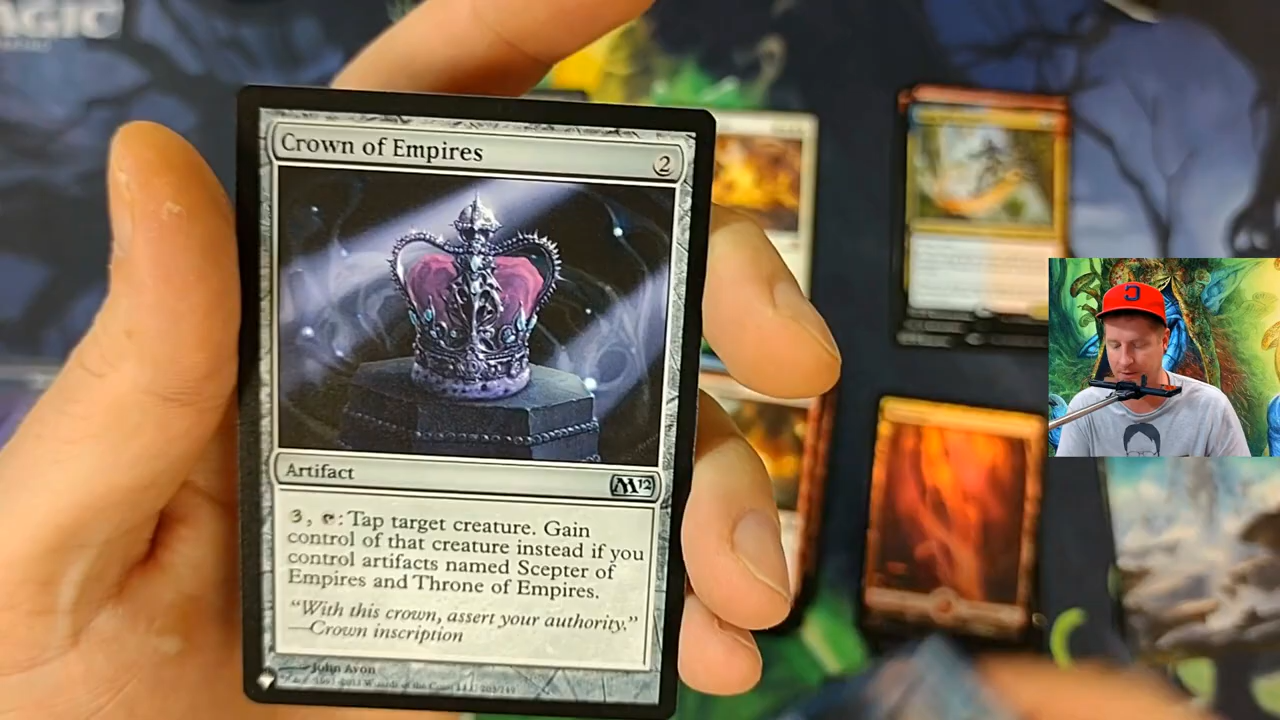 Crown of Empires
2
Artifact
M12
3, : Tap target creature. Gain
control of that creature instead if you
control artifacts named Scepter of
Empires and Throne of Empires.
"With this crown, assert your authority."
—Crown inscription
John Avon
203/249